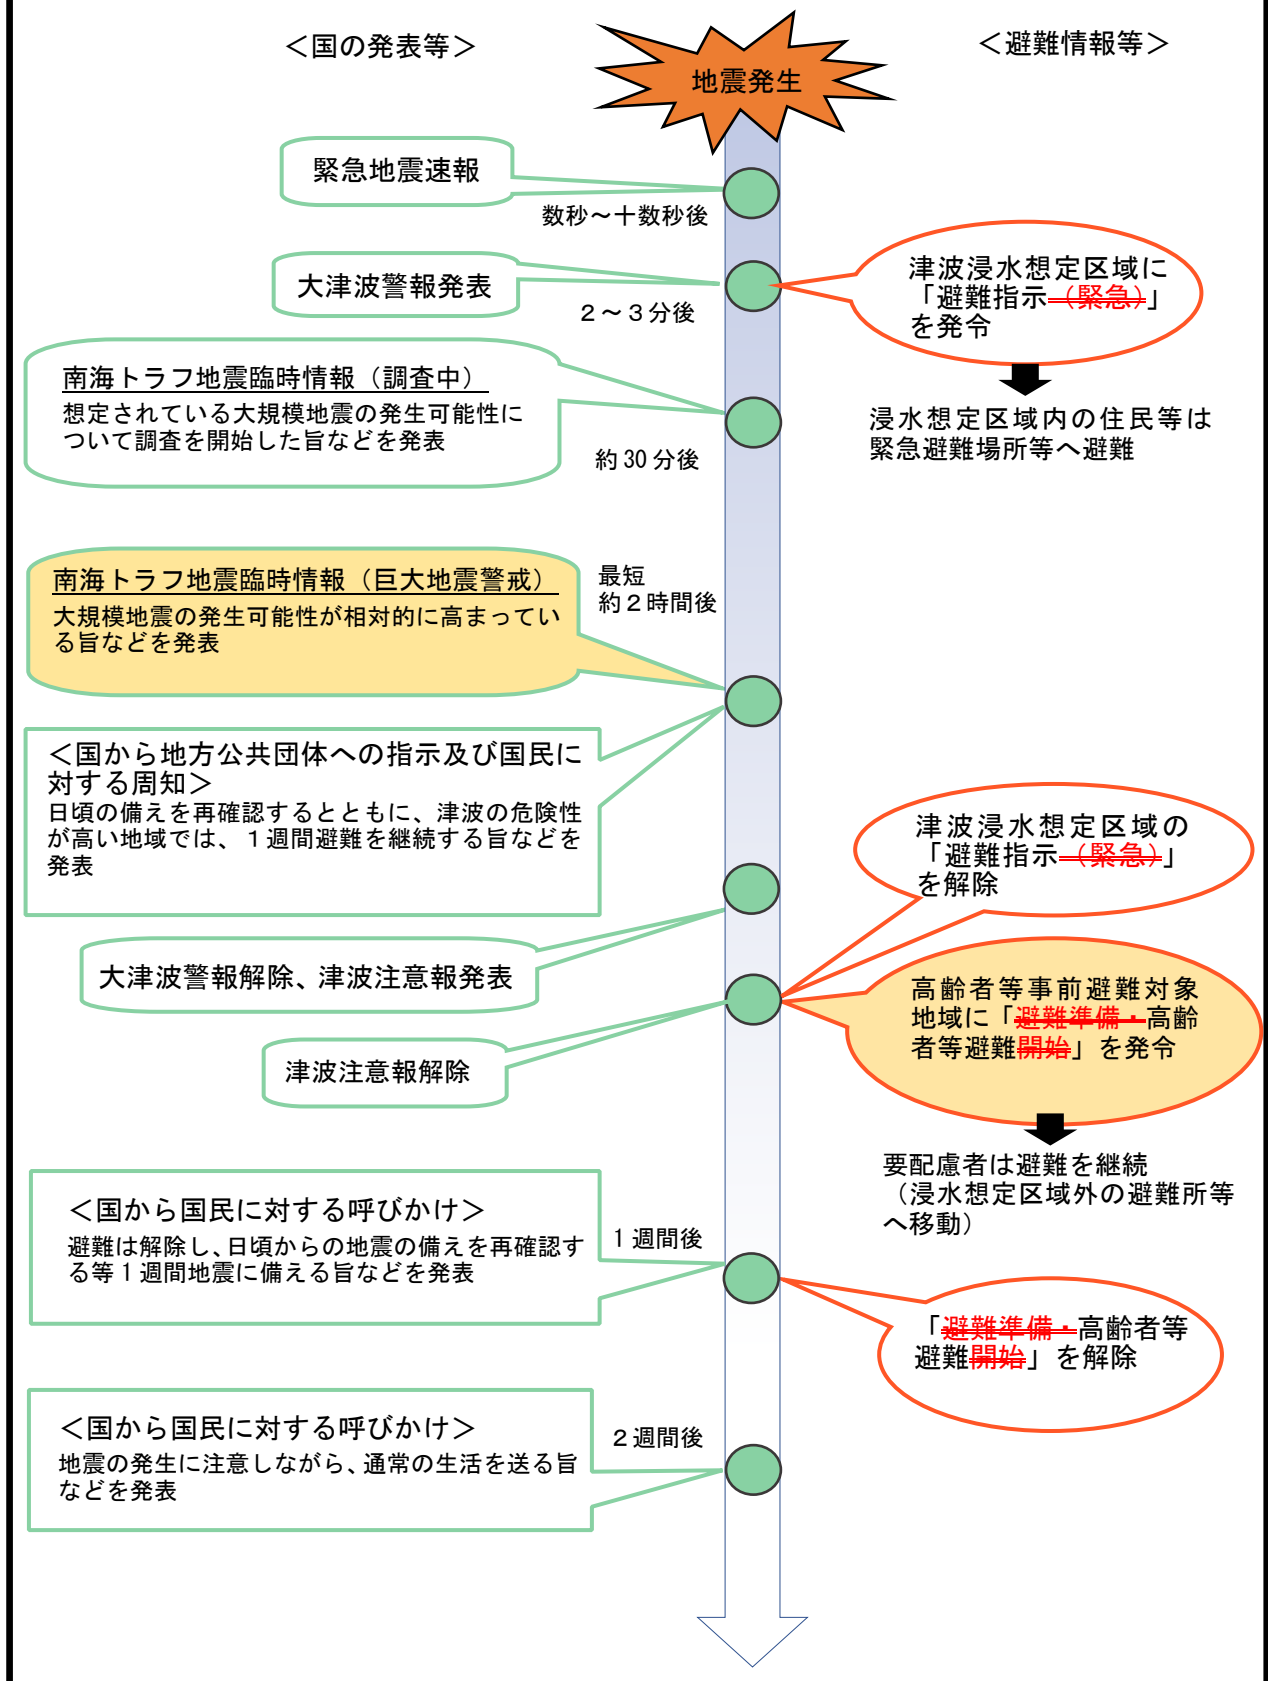 ＜国の発表等＞
地震発生
＜避難情報等＞
緊急地震速報
数秒～十数秒後
大津波警報発表
２～３分後
津波浸水想定区域に
「避難指示（緊急）」
を発令
浸水想定区域内の住民等は
緊急避難場所等へ避難
南海トラフ地震臨時情報（調査中）
想定されている大規模地震の発生可能性に
ついて調査を開始した旨などを発表
約30分後
南海トラフ地震臨時情報（巨大地震警戒）
大規模地震の発生可能性が相対的に高まってい
る旨などを発表
最短
約２時間後
＜国から地方公共団体への指示及び国民に
対する周知＞
日頃の備えを再確認するとともに、津波の危険性
が高い地域では、１週間避難を継続する旨などを
発表
津波浸水想定区域の
「避難指示（緊急）」
を解除
大津波警報解除、津波注意報発表
高齢者等事前避難対象
地域に「避難準備・高齢
者等避難開始」を発令
津波注意報解除
要配慮者は避難を継続
（浸水想定区域外の避難所等
へ移動）
＜国から国民に対する呼びかけ＞
避難は解除し、日頃からの地震の備えを再確認す
る等１週間地震に備える旨などを発表
１週間後
「避難準備・高齢者等
避難開始」を解除
＜国から国民に対する呼びかけ＞
地震の発生に注意しながら、通常の生活を送る旨
などを発表
２週間後